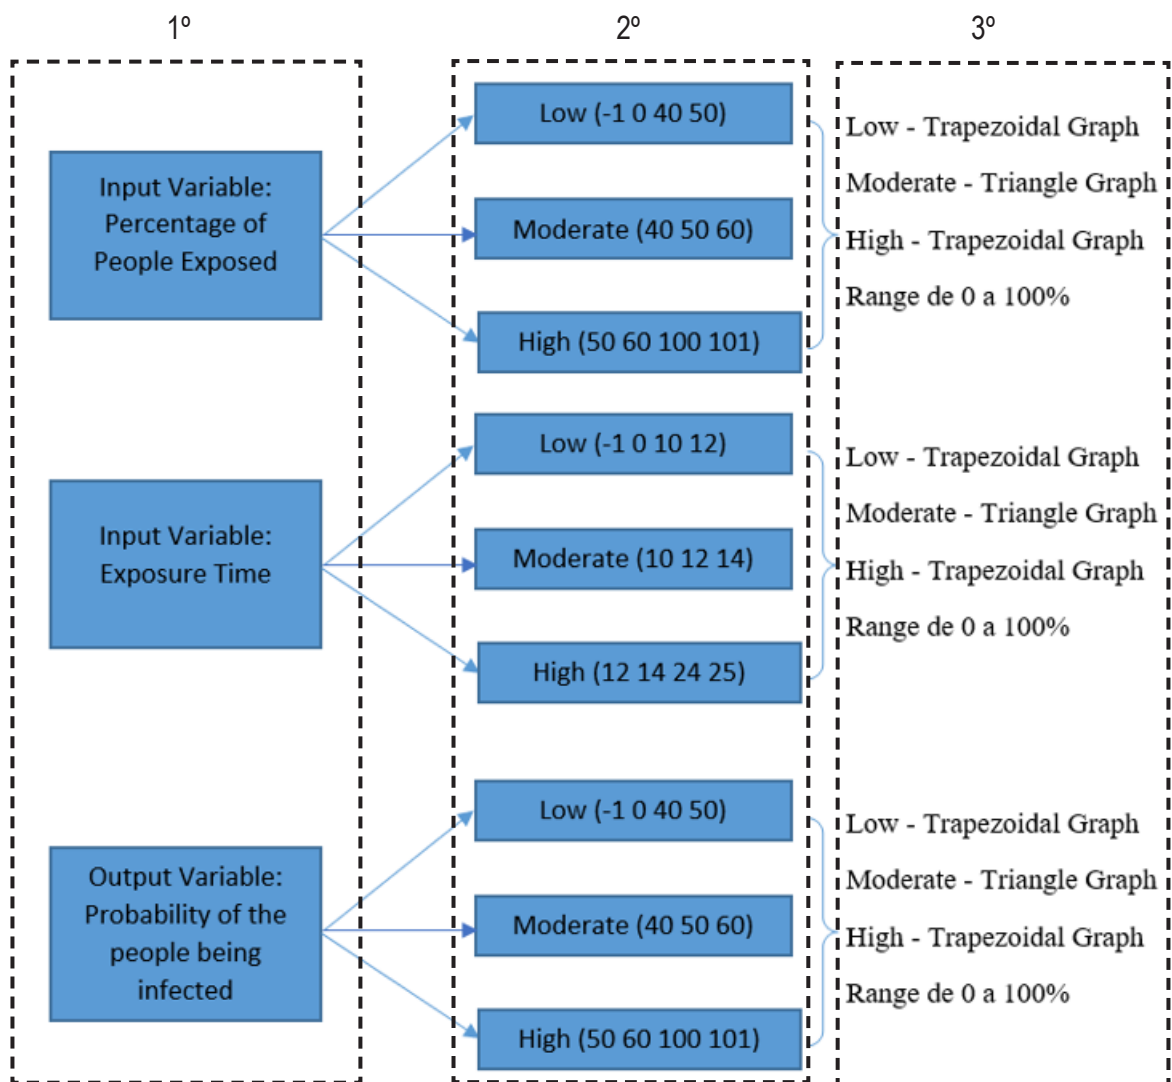 1º
2º
3º
Input Variable:
Percentage of
People Exposed
Low (-1 0 40 50)
Moderate (40 50 60)
High (50 60 100 101)
Low - Trapezoidal Graph
Moderate - Triangle Graph
High - Trapezoidal Graph
Range de 0 a 100%
Input Variable:
Exposure Time
Low (-1 0 10 12)
Moderate (10 12 14)
High (12 14 24 25)
Low - Trapezoidal Graph
Moderate - Triangle Graph
High - Trapezoidal Graph
Range de 0 a 100%
Output Variable:
Probability of the
people being
infected
Low (-1 0 40 50)
Moderate (40 50 60)
High (50 60 100 101)
Low - Trapezoidal Graph
Moderate - Triangle Graph
High - Trapezoidal Graph
Range de 0 a 100%